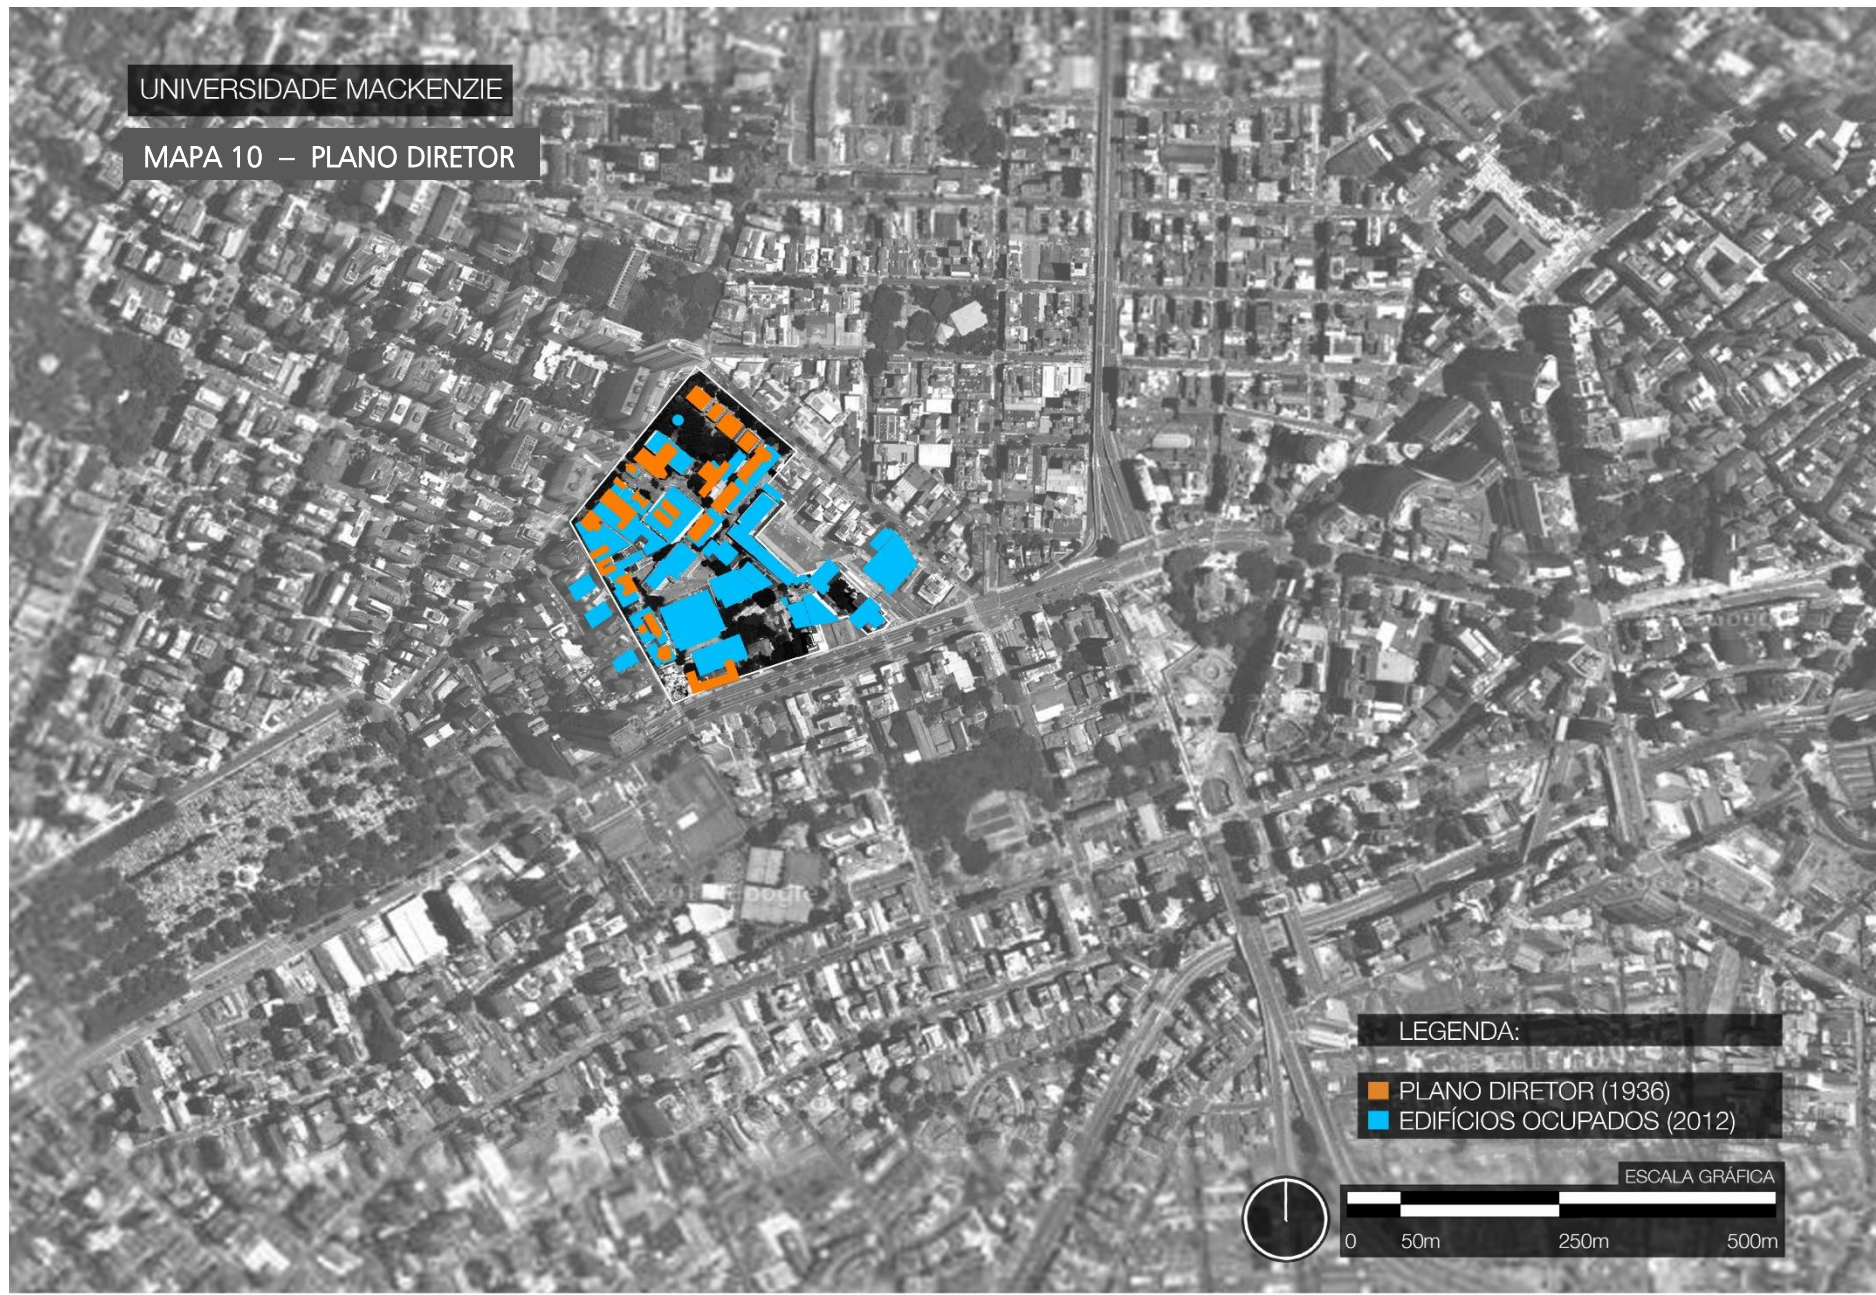 UNIVERSIDADE MACKENZIE
MAPA 10 – PLANO DIRETOR
LEGENDA:
PLANO DIRETOR (1936)
EDIFÍCIOS OCUPADOS (2012)
ESCALA GRÁFICA
0 50m 250m 500m